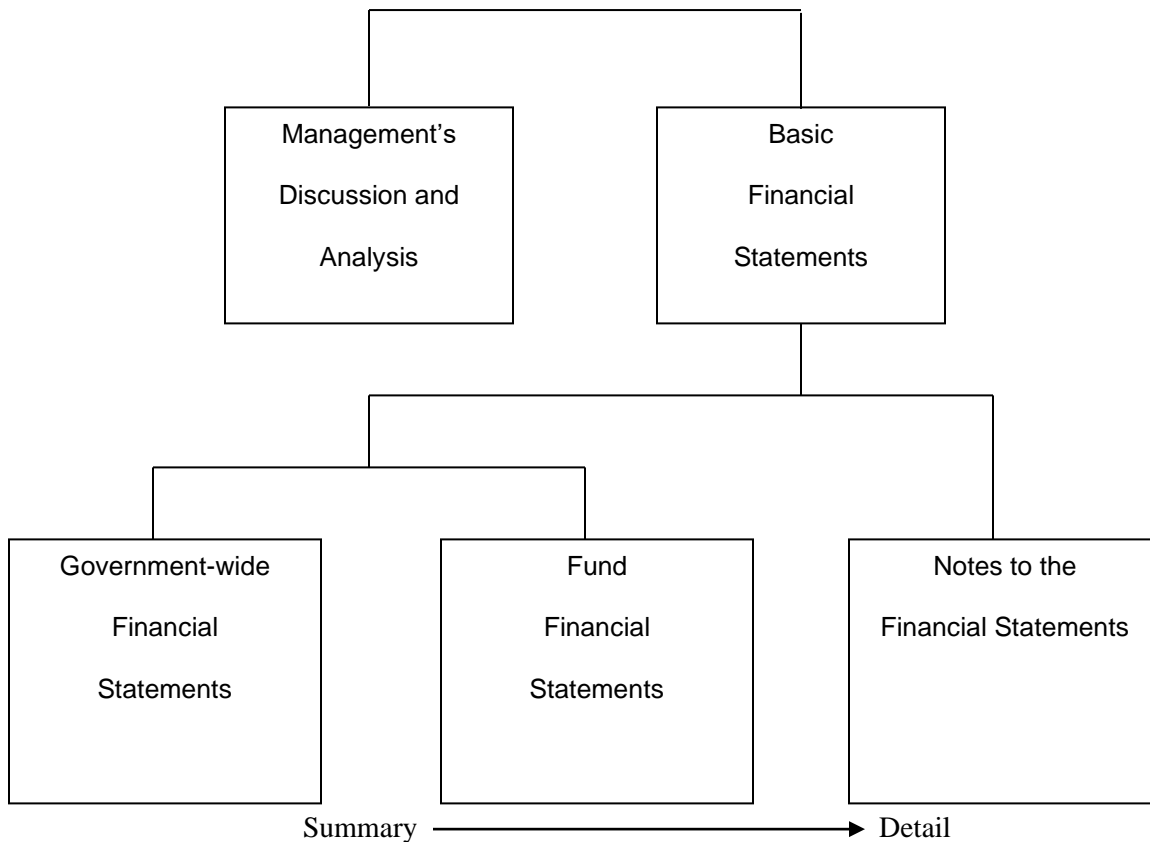 Management’s
Discussion and
Analysis
Basic
Financial
Statements
Government-wide
Financial
Statements
Fund
Financial
Statements
Notes to the
Financial Statements
Summary
Detail